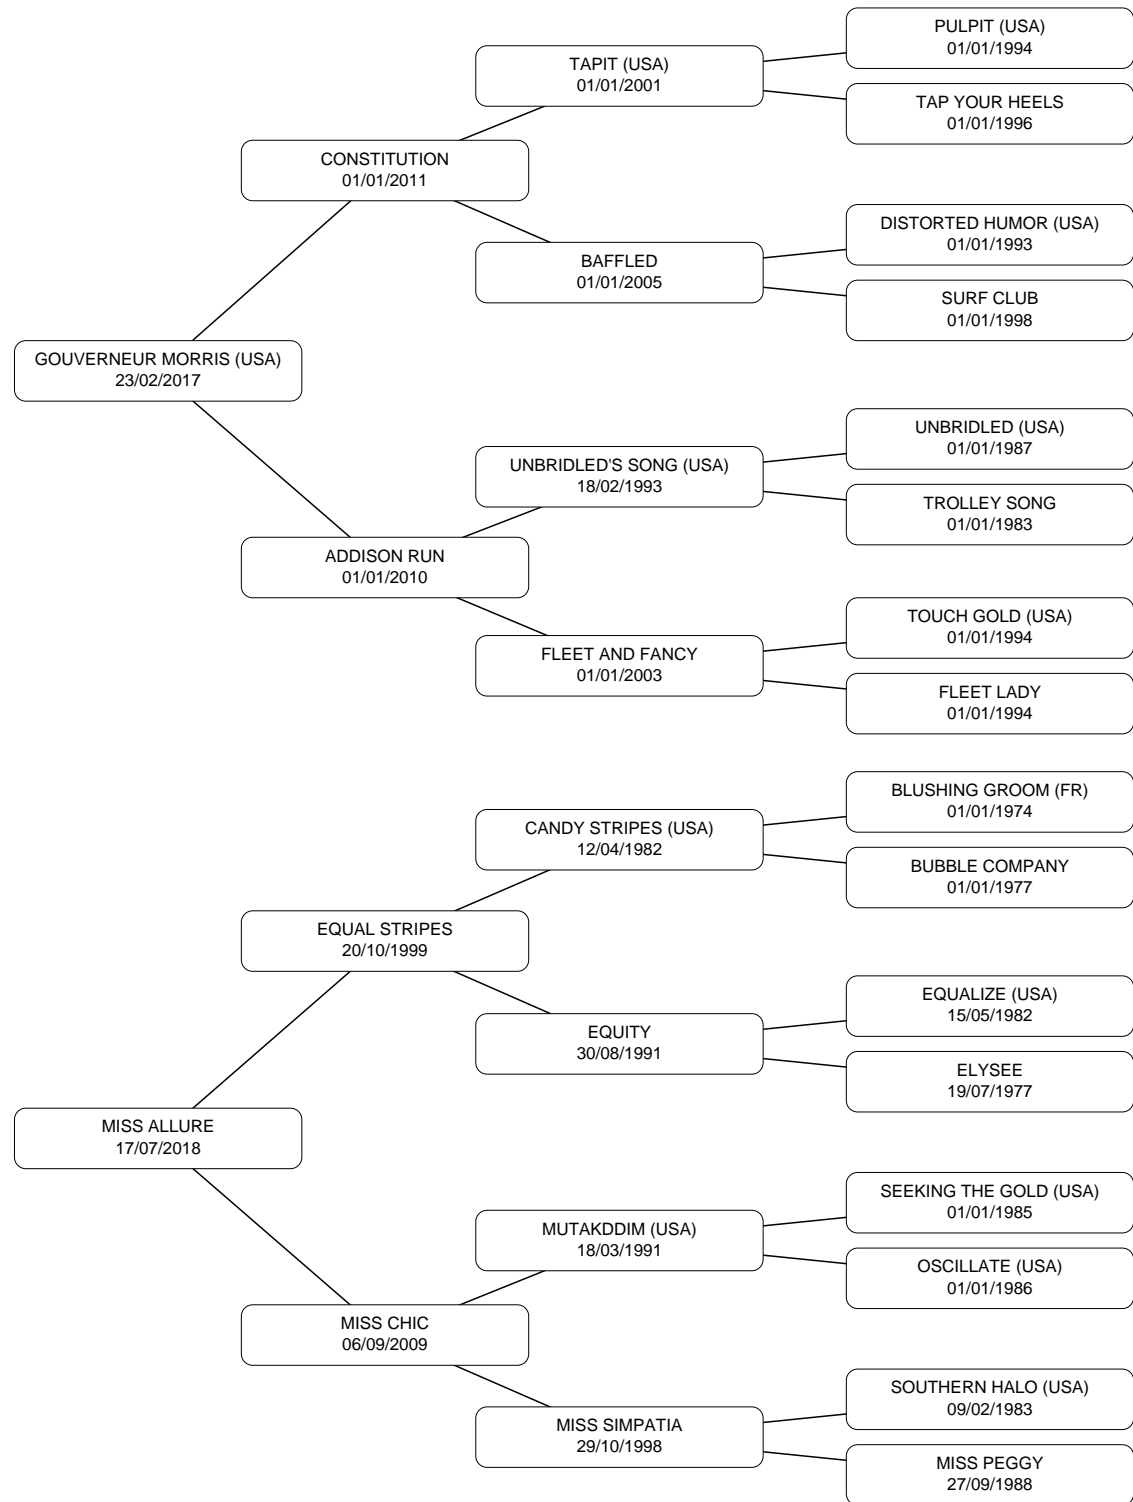 PULPIT (USA)
01/01/1994
TAPIT (USA)
01/01/2001
TAP YOUR HEELS
01/01/1996
CONSTITUTION
01/01/2011
DISTORTED HUMOR (USA)
01/01/1993
BAFFLED
01/01/2005
SURF CLUB
01/01/1998
GOUVERNEUR MORRIS (USA)
23/02/2017
UNBRIDLED (USA)
01/01/1987
UNBRIDLED'S SONG (USA)
18/02/1993
TROLLEY SONG
01/01/1983
ADDISON RUN
01/01/2010
TOUCH GOLD (USA)
01/01/1994
FLEET AND FANCY
01/01/2003
FLEET LADY
01/01/1994
BLUSHING GROOM (FR)
01/01/1974
CANDY STRIPES (USA)
12/04/1982
BUBBLE COMPANY
01/01/1977
EQUAL STRIPES
20/10/1999
EQUALIZE (USA)
15/05/1982
EQUITY
30/08/1991
ELYSEE
19/07/1977
MISS ALLURE
17/07/2018
SEEKING THE GOLD (USA)
01/01/1985
MUTAKDDIM (USA)
18/03/1991
OSCILLATE (USA)
01/01/1986
MISS CHIC
06/09/2009
SOUTHERN HALO (USA)
09/02/1983
MISS SIMPATIA
29/10/1998
MISS PEGGY
27/09/1988